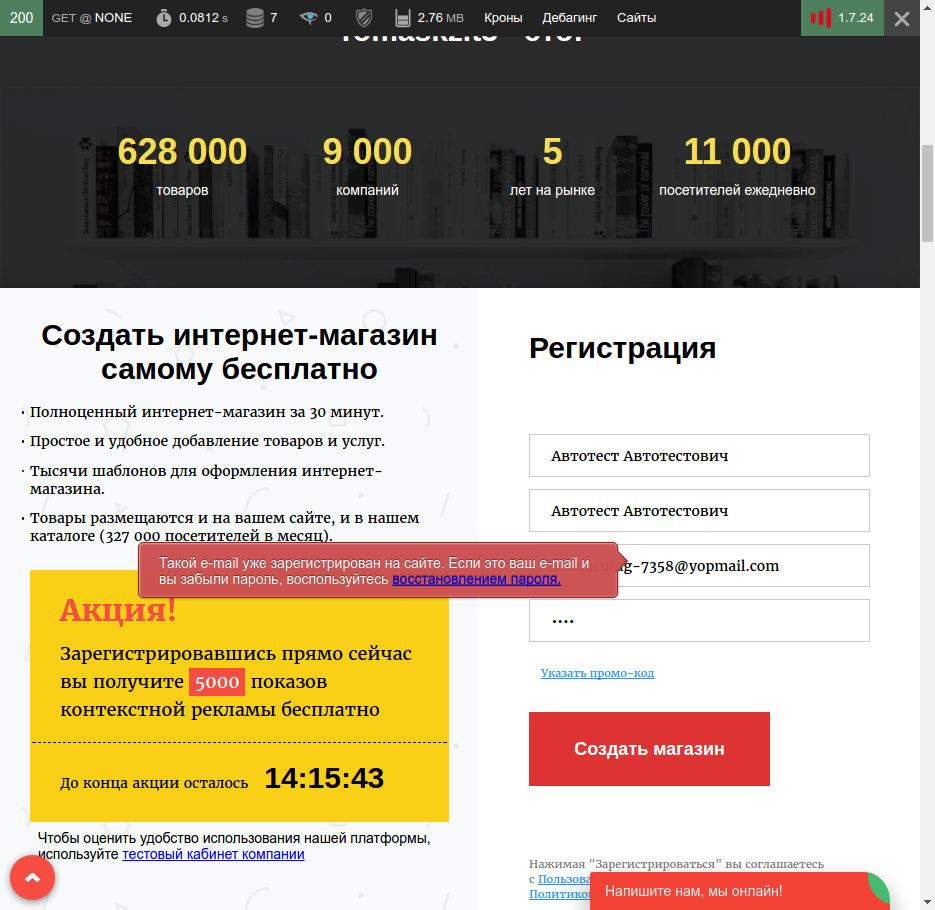 200 GET @ NONE 0.0812 s 7 0 2.76 MB Кроны Дебагинг Сайты 1.7.24
628 000 9 000 5 11 000
товаров компаний лет на рынке посетителей ежедневно
Создать интернет-магазин
самому бесплатно
· Полноценный интернет-магазин за 30 минут.
· Простое и удобное добавление товаров и услуг.
· Тысячи шаблонов для оформления интернет-
магазина.
· Товары размещаются и на вашем сайте, и в нашем
каталоге (327 000 посетителей в месяц).
Такой e-mail уже зарегистрирован на сайте. Если это ваш e-mail и
вы забыли пароль, воспользуйтесь восстановлением пароля.
Акция!
Зарегистрировавшись прямо сейчас
вы получите 5000 показов
контекстной рекламы бесплатно
До конца акции осталось 14:15:43
Чтобы оценить удобство использования нашей платформы,
используйте тестовый кабинет компании
Регистрация
Автотест Автотестович
Автотест Автотестович
-7358@yopmail.com
••••
Указать промо-код
Создать магазин
Нажимая "Зарегистрироваться" вы соглашаетесь
с
Напишите нам, мы онлайн!